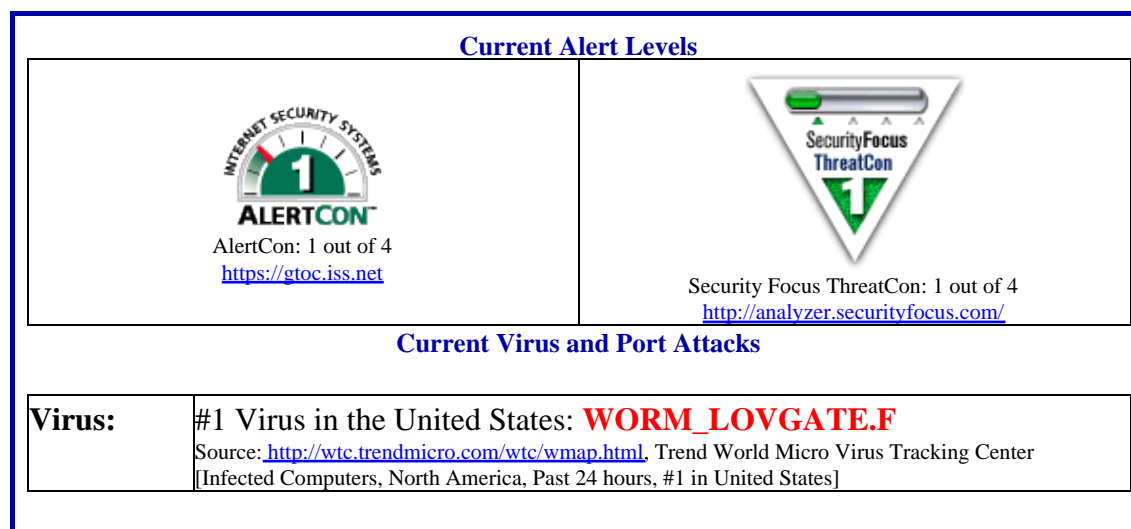 Current Alert Levels
INTERNET SECURITY SYSTEMS
1
ALERTCON™
AlertCon: 1 out of 4
https://gtoc.iss.net
SecurityFocus
ThreatCon
1
Security Focus ThreatCon: 1 out of 4
http://analyzer.securityfocus.com/
Current Virus and Port Attacks
Virus:
#1 Virus in the United States: WORM_LOVGATE.F
Source: http://wtc.trendmicro.com/wtc/wmap.html, Trend World Micro Virus Tracking Center
[Infected Computers, North America, Past 24 hours, #1 in United States]